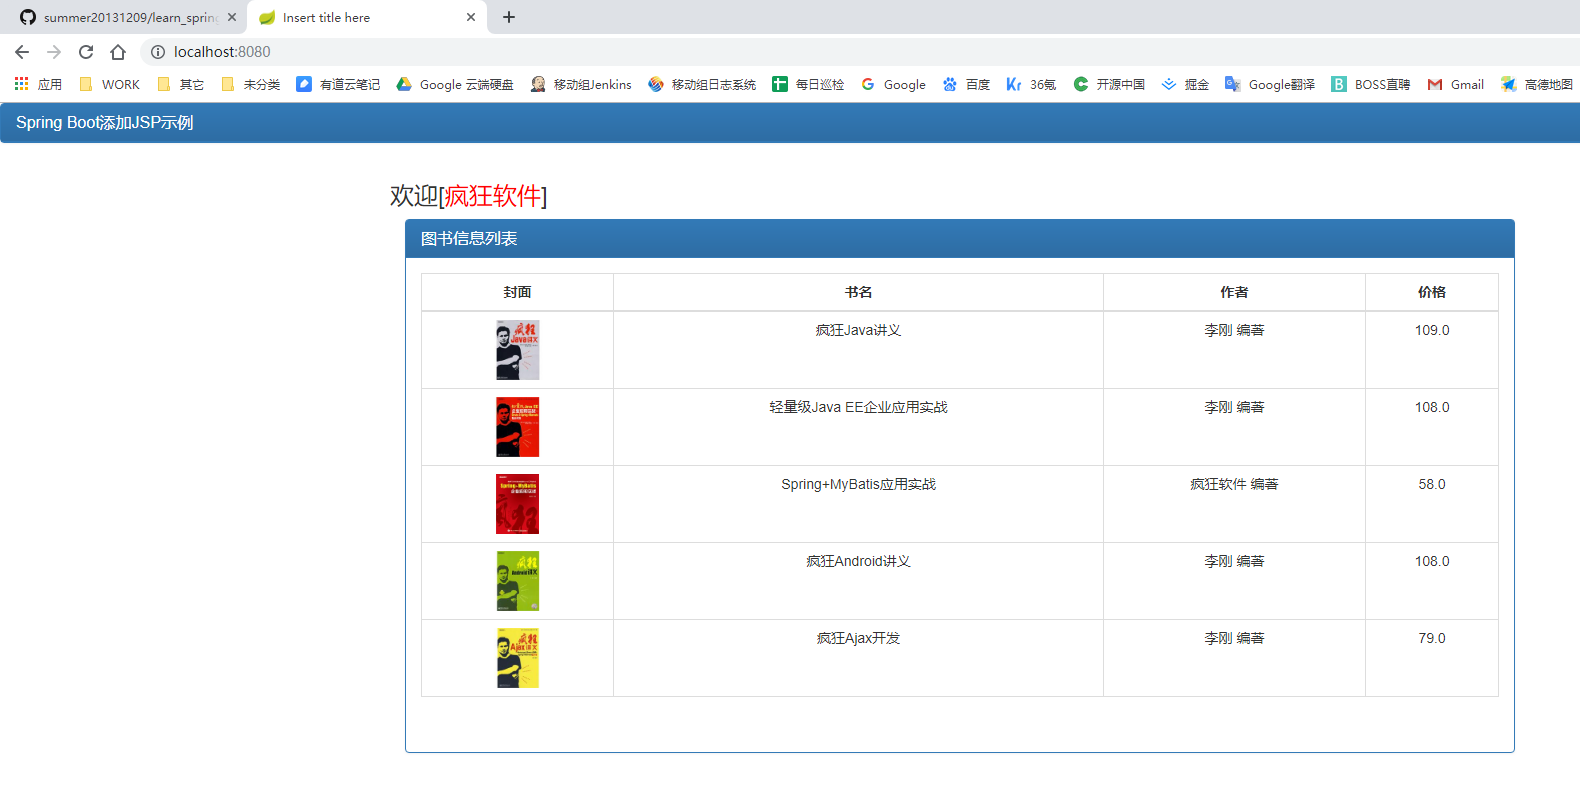 summer20131209/learn_spring
Insert title here
localhost:8080
应用 WORK 其它 未分类 有道云笔记 Google 云端硬盘 移动组Jenkins 移动组日志系统 每日巡检 Google 百度 36氪 开源中国 掘金 Google翻译 BOSS直聘 Gmail 高德地图
Spring Boot添加JSP示例
欢迎[疯狂软件]
图书信息列表
封面 书名 作者 价格
疯狂Java讲义 李刚 编著 109.0
轻量级Java EE企业应用实战 李刚 编著 108.0
Spring+MyBatis应用实战 疯狂软件 编著 58.0
疯狂Android讲义 李刚 编著 108.0
疯狂Ajax开发 李刚 编著 79.0